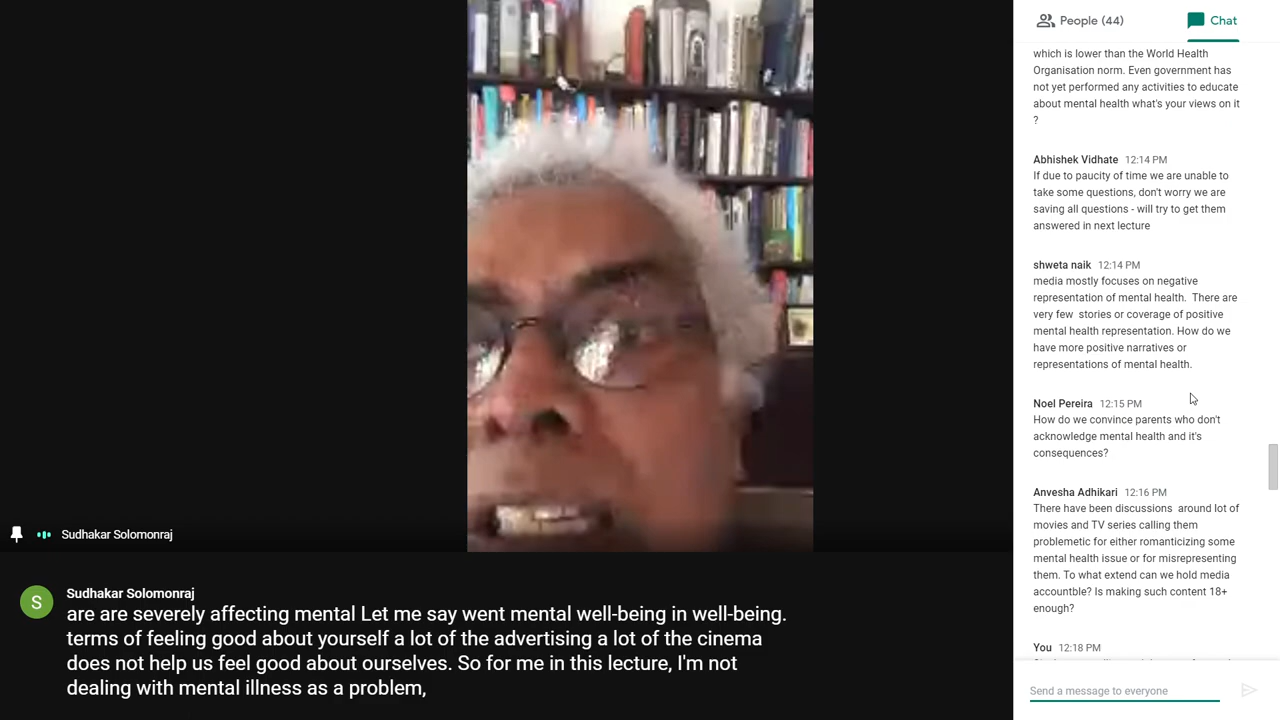 People (44)
Chat
which is lower than the World Health
Organisation norm. Even government has
not yet performed any activities to educate
about mental health what's your views on it
?
Abhishek Vidhate 12:14 PM
If due to paucity of time we are unable to
take some questions, don't worry we are
saving all questions - will try to get them
answered in next lecture
shweta naik 12:14 PM
media mostly focuses on negative
representation of mental health. There are
very few stories or coverage of positive
mental health representation. How do we
have more positive narratives or
representations of mental health.
Noel Pereira 12:15 PM
How do we convince parents who don't
acknowledge mental health and it's
consequences?
Anvesha Adhikari 12:16 PM
There have been discussions around lot of
movies and TV series calling them
problemetic for either romanticizing some
mental health issue or for misrepresenting
them. To what extend can we hold media
accountble? Is making such content 18+
enough?
You 12:18 PM
Send a message to everyone
Sudhakar Solomonraj
S
Sudhakar Solomonraj
are are severely affecting mental Let me say went mental well-being in well-being.
terms of feeling good about yourself a lot of the advertising a lot of the cinema
does not help us feel good about ourselves. So for me in this lecture, I'm not
dealing with mental illness as a problem,